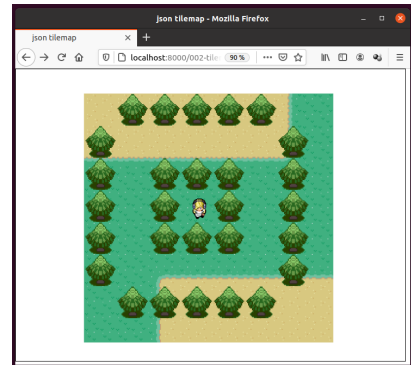 json tilemap - Mozilla Firefox
json tilemap
localhost:8000/002-tile
90%